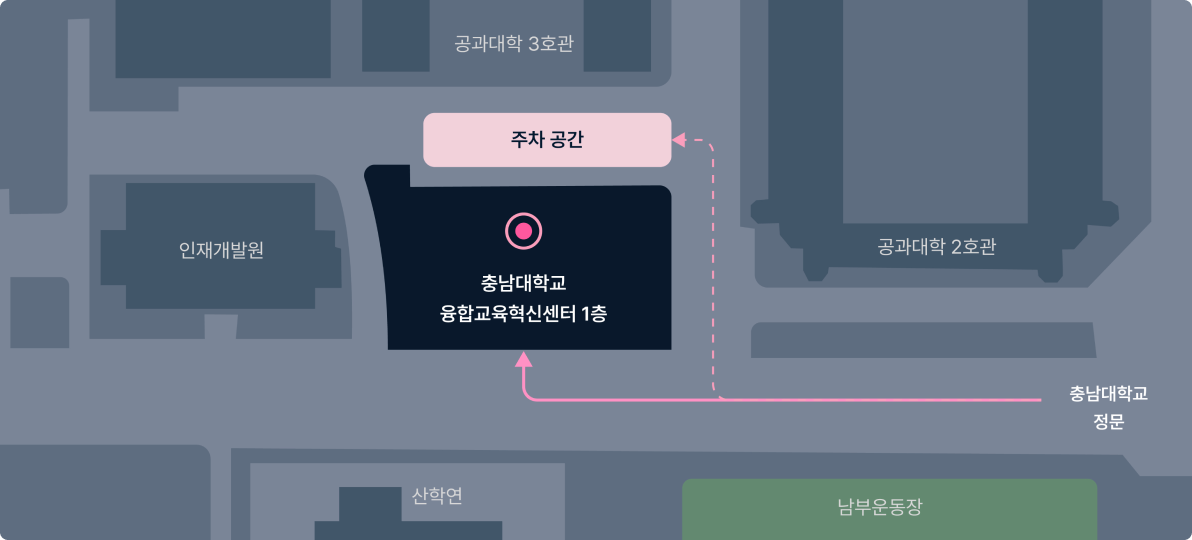 공과대학 3호관
주차 공간
인재개발원
공과대학 2호관
충남대학교
융합교육혁신센터 1층
충남대학교
정문
산학연
남부운동장